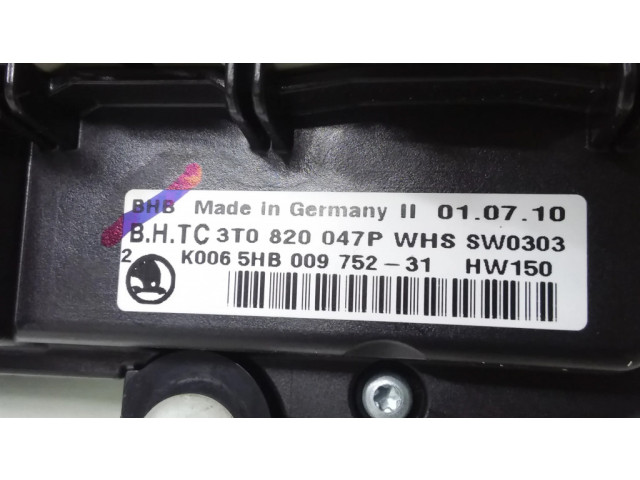 BHB Made in Germany II 01.07.10
B.H.TC 3T0 820 047P WHS SW0303
2 K006 5HB 009 752-31 HW150